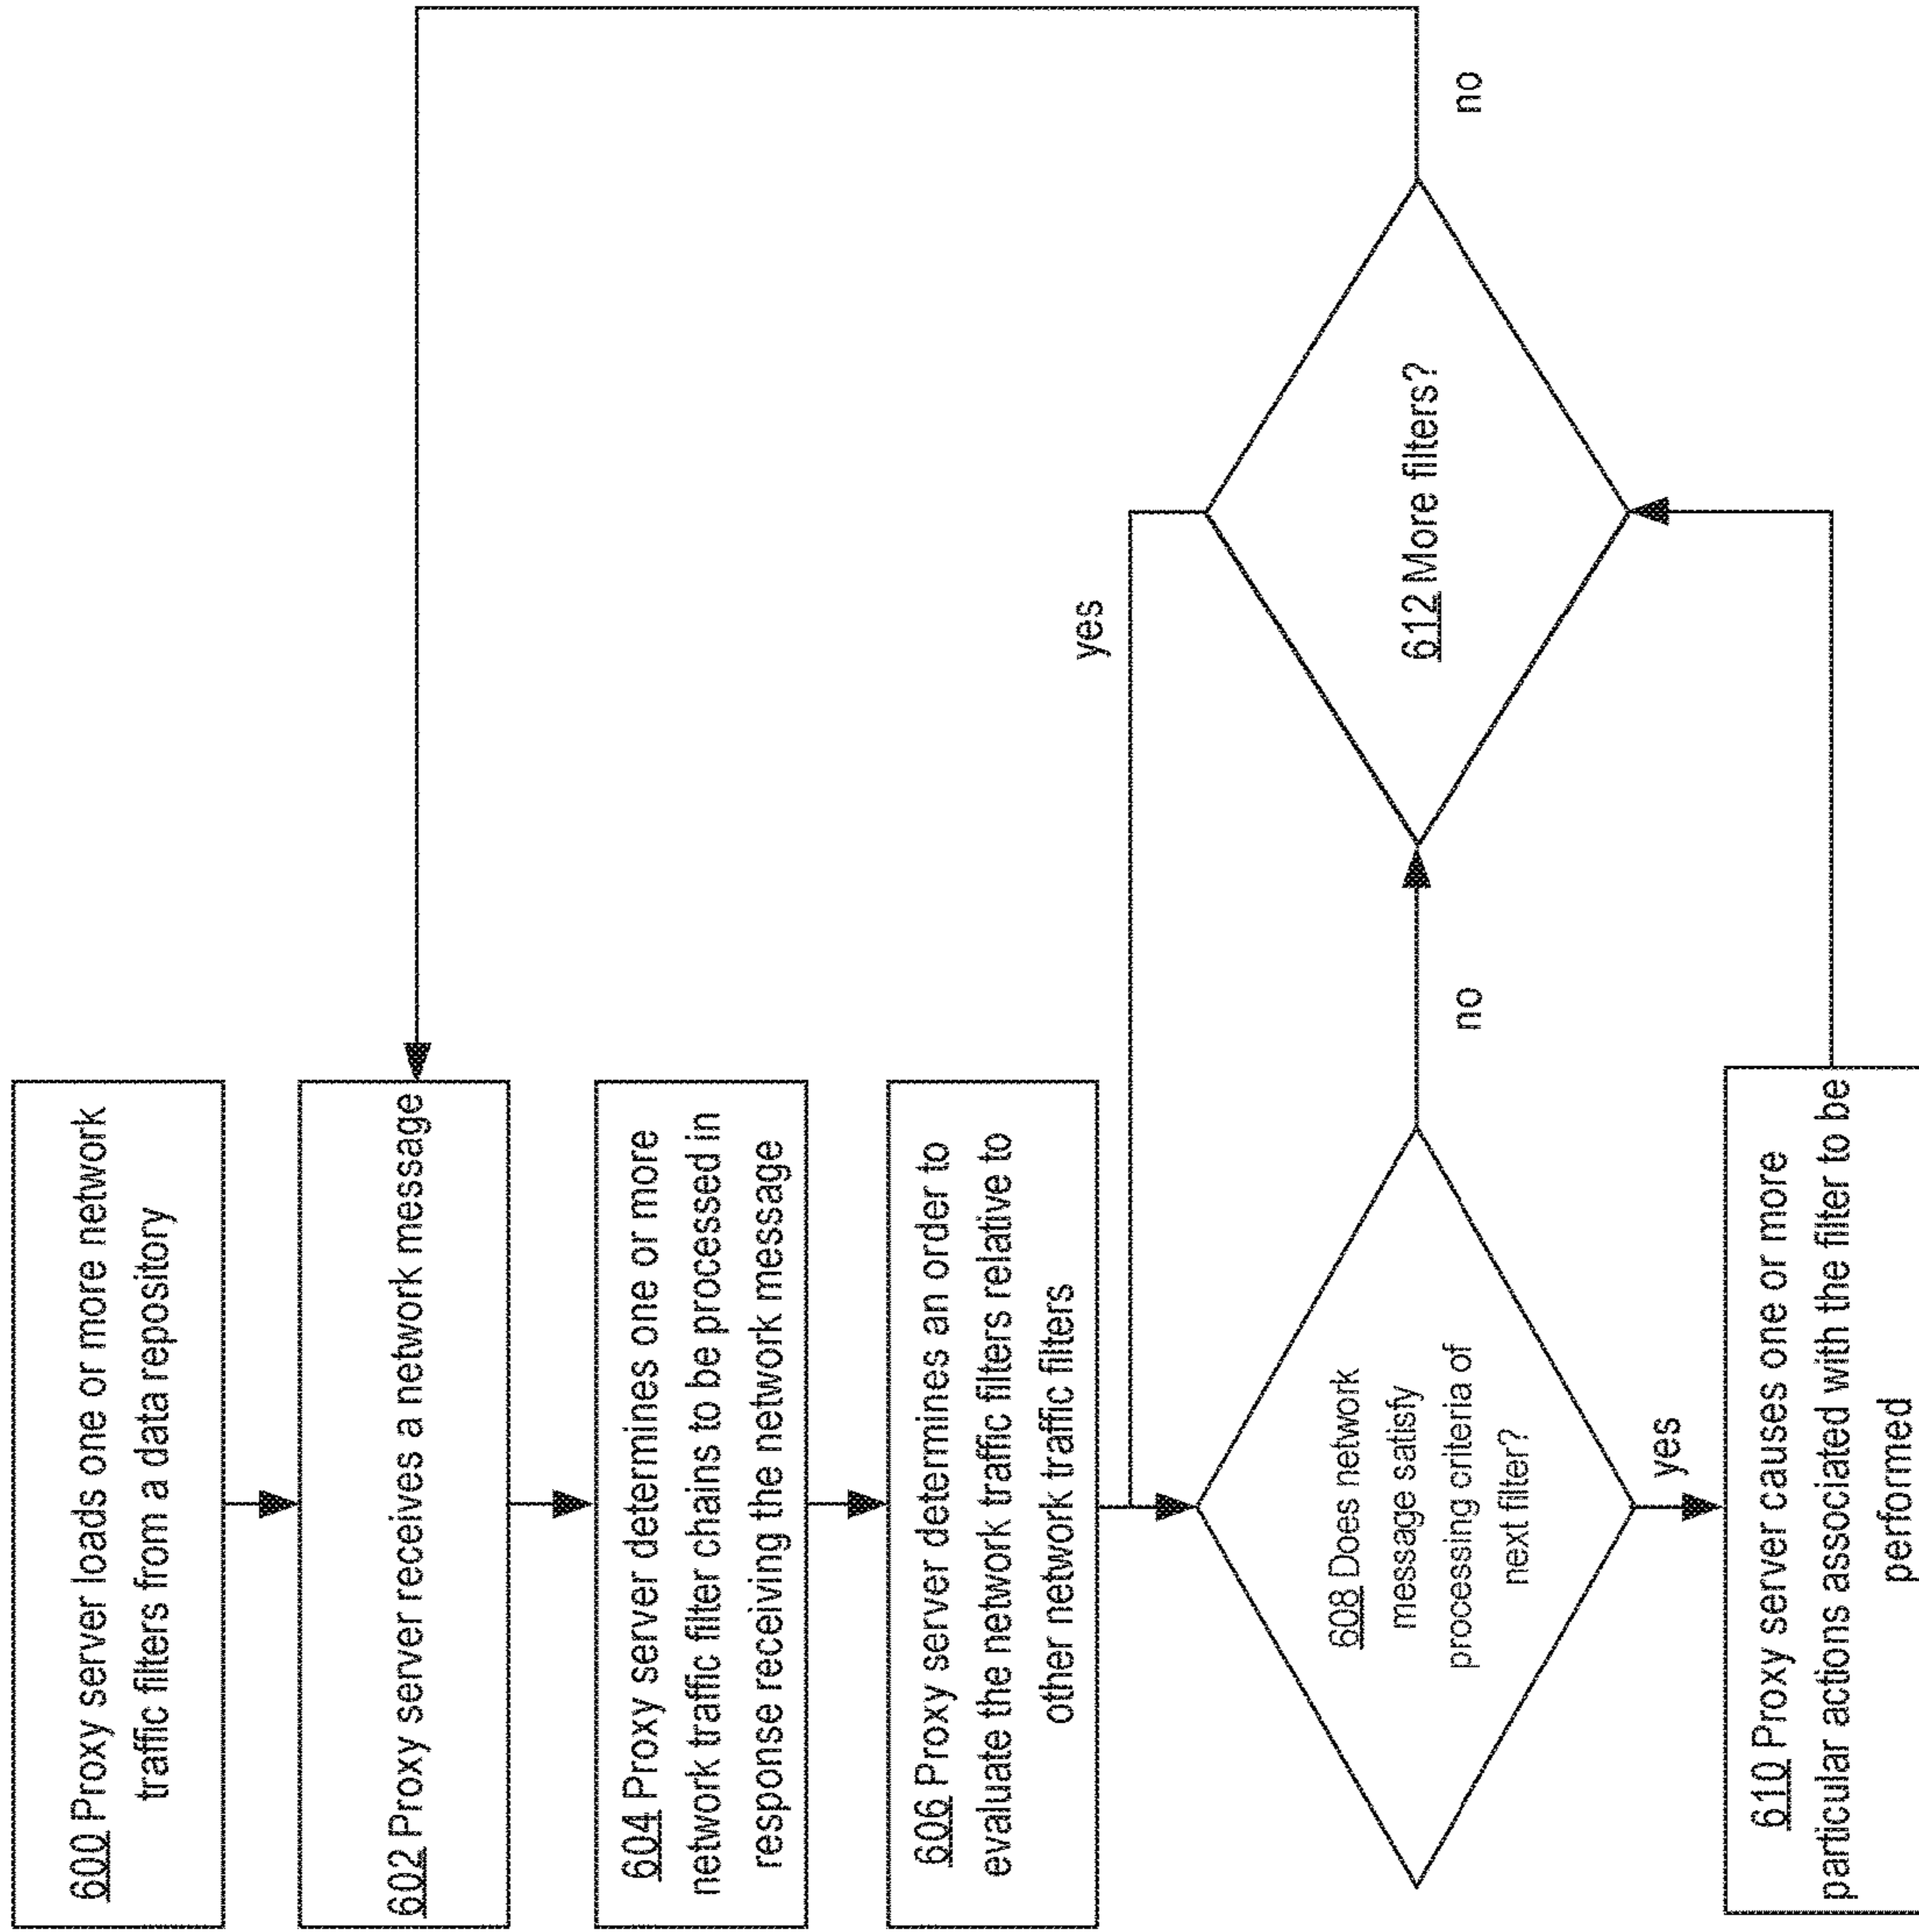 600 Proxy server loads one or more network
traffic filters from a data repository
602 Proxy server receives a network message
604 Proxy server determines one or more
network traffic filter chains to be processed in
response receiving the network message
606 Proxy server determines an order to
evaluate the network traffic filters relative to
other network traffic filters
608 Does network
message satisfy
processing criteria of
next filter?
yes
no
610 Proxy server causes one or more
particular actions associated with the filter to be
performed
612 More filters?
yes
no